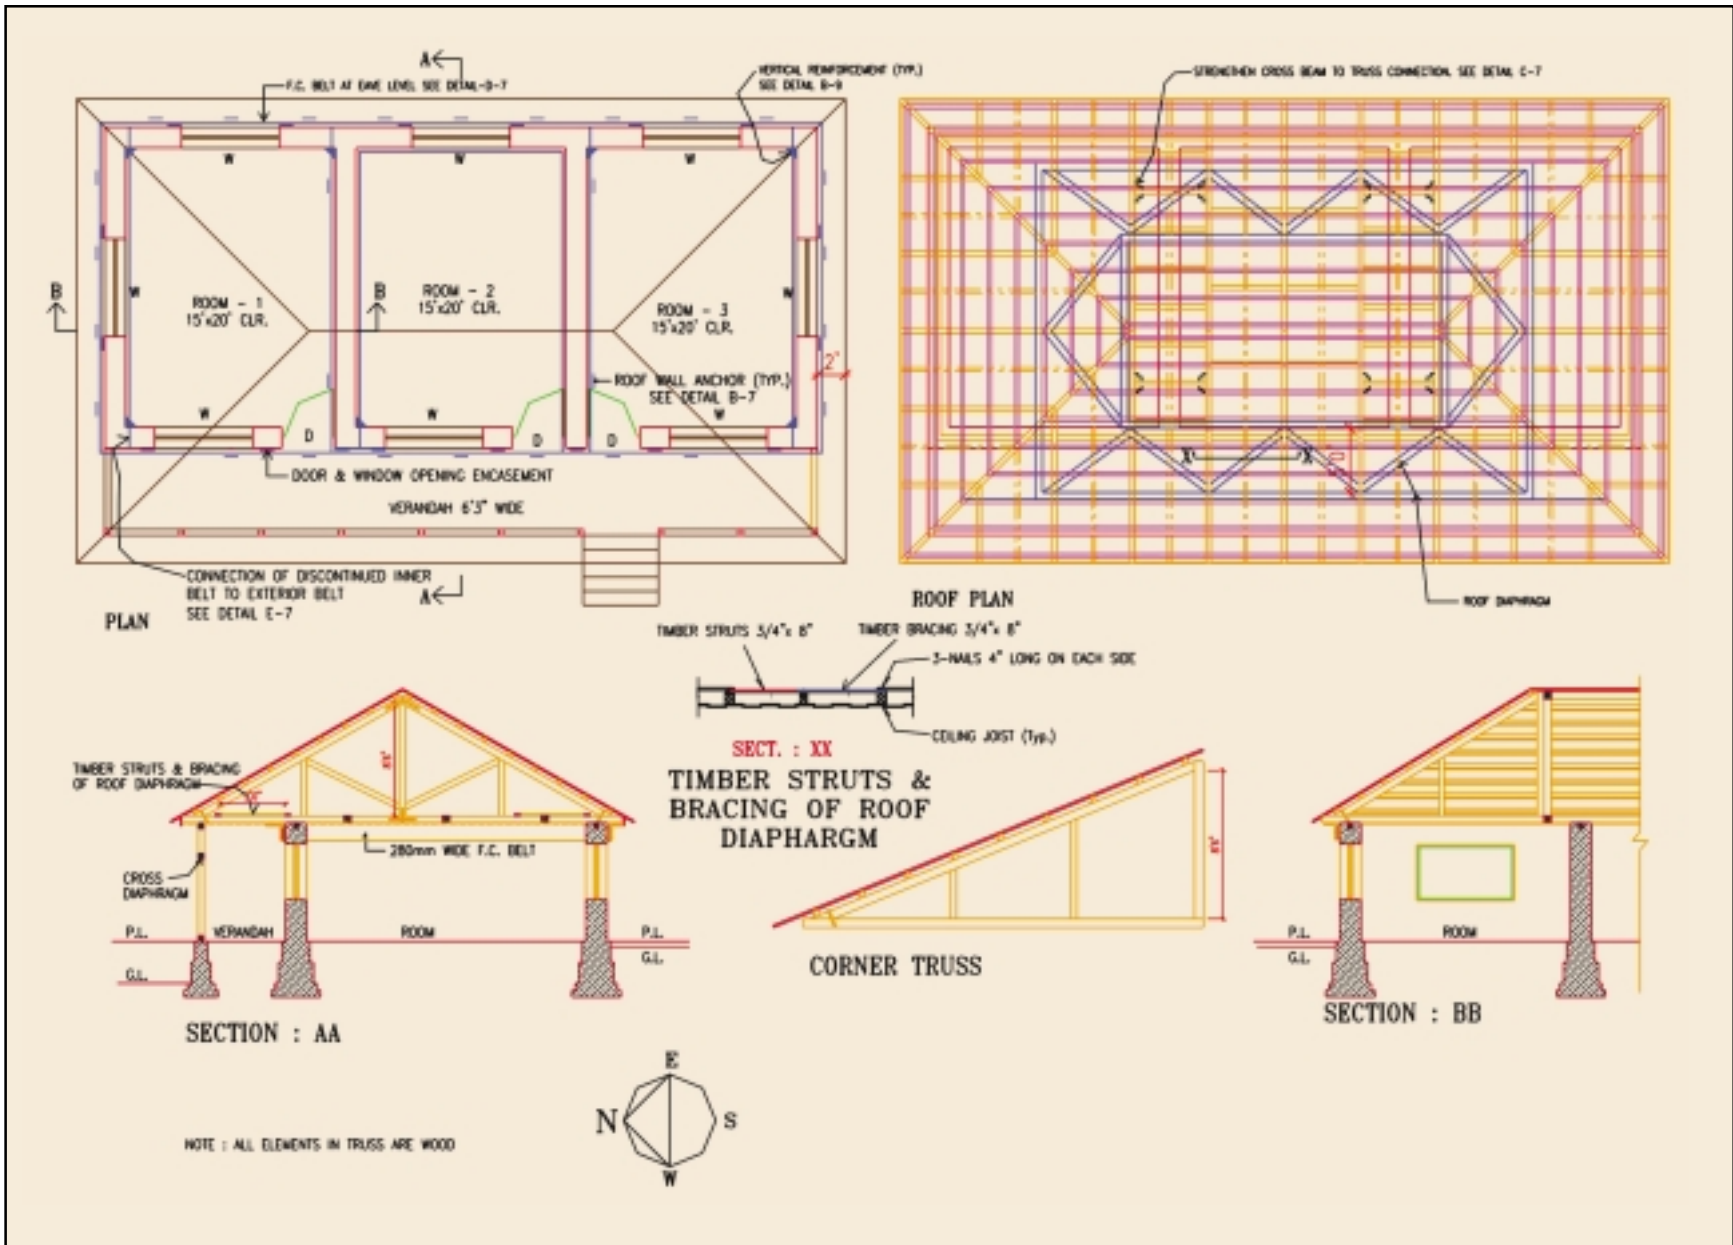 A
F.C. BELT AT EAVE LEVEL SEE DETAIL-D-7
VERTICAL REINFORCEMENT (TYP.)
SEE DETAIL B-9
STRENGTHEN CROSS BEAM TO TRUSS CONNECTION. SEE DETAIL C-7
W
W
W
B
W
ROOM - 1
15'x20' CLR.
B
ROOM - 2
15'x20' CLR.
ROOM - 3
15'x20' CLR.
W
2'
ROOF WALL ANCHOR (TYP.)
SEE DETAIL B-7
W
D
W
D
D
W
DOOR & WINDOW OPENING ENCASEMENT
VERANDAH 6'3" WIDE
X
X
CONNECTION OF DISCONTINUED INNER
BELT TO EXTERIOR BELT
SEE DETAIL E-7
A
PLAN
ROOF PLAN
ROOF DIAPHRAGM
TIMBER STRUTS 3/4"x 8"
TIMBER BRACING 3/4"x 8"
3-NAILS 4" LONG ON EACH SIDE
CEILING JOIST (Typ.)
SECT. : XX
TIMBER STRUTS &
BRACING OF ROOF
DIAPHARGM
TIMBER STRUTS & BRACING
OF ROOF DIAPHRAGM
280mm WIDE F.C. BELT
CROSS
DIAPHRAGM
P.L.
VERANDAH
ROOM
P.L.
G.L.
G.L.
SECTION : AA
CORNER TRUSS
P.L.
G.L.
ROOM
SECTION : BB
E
N
S
W
NOTE : ALL ELEMENTS IN TRUSS ARE WOOD